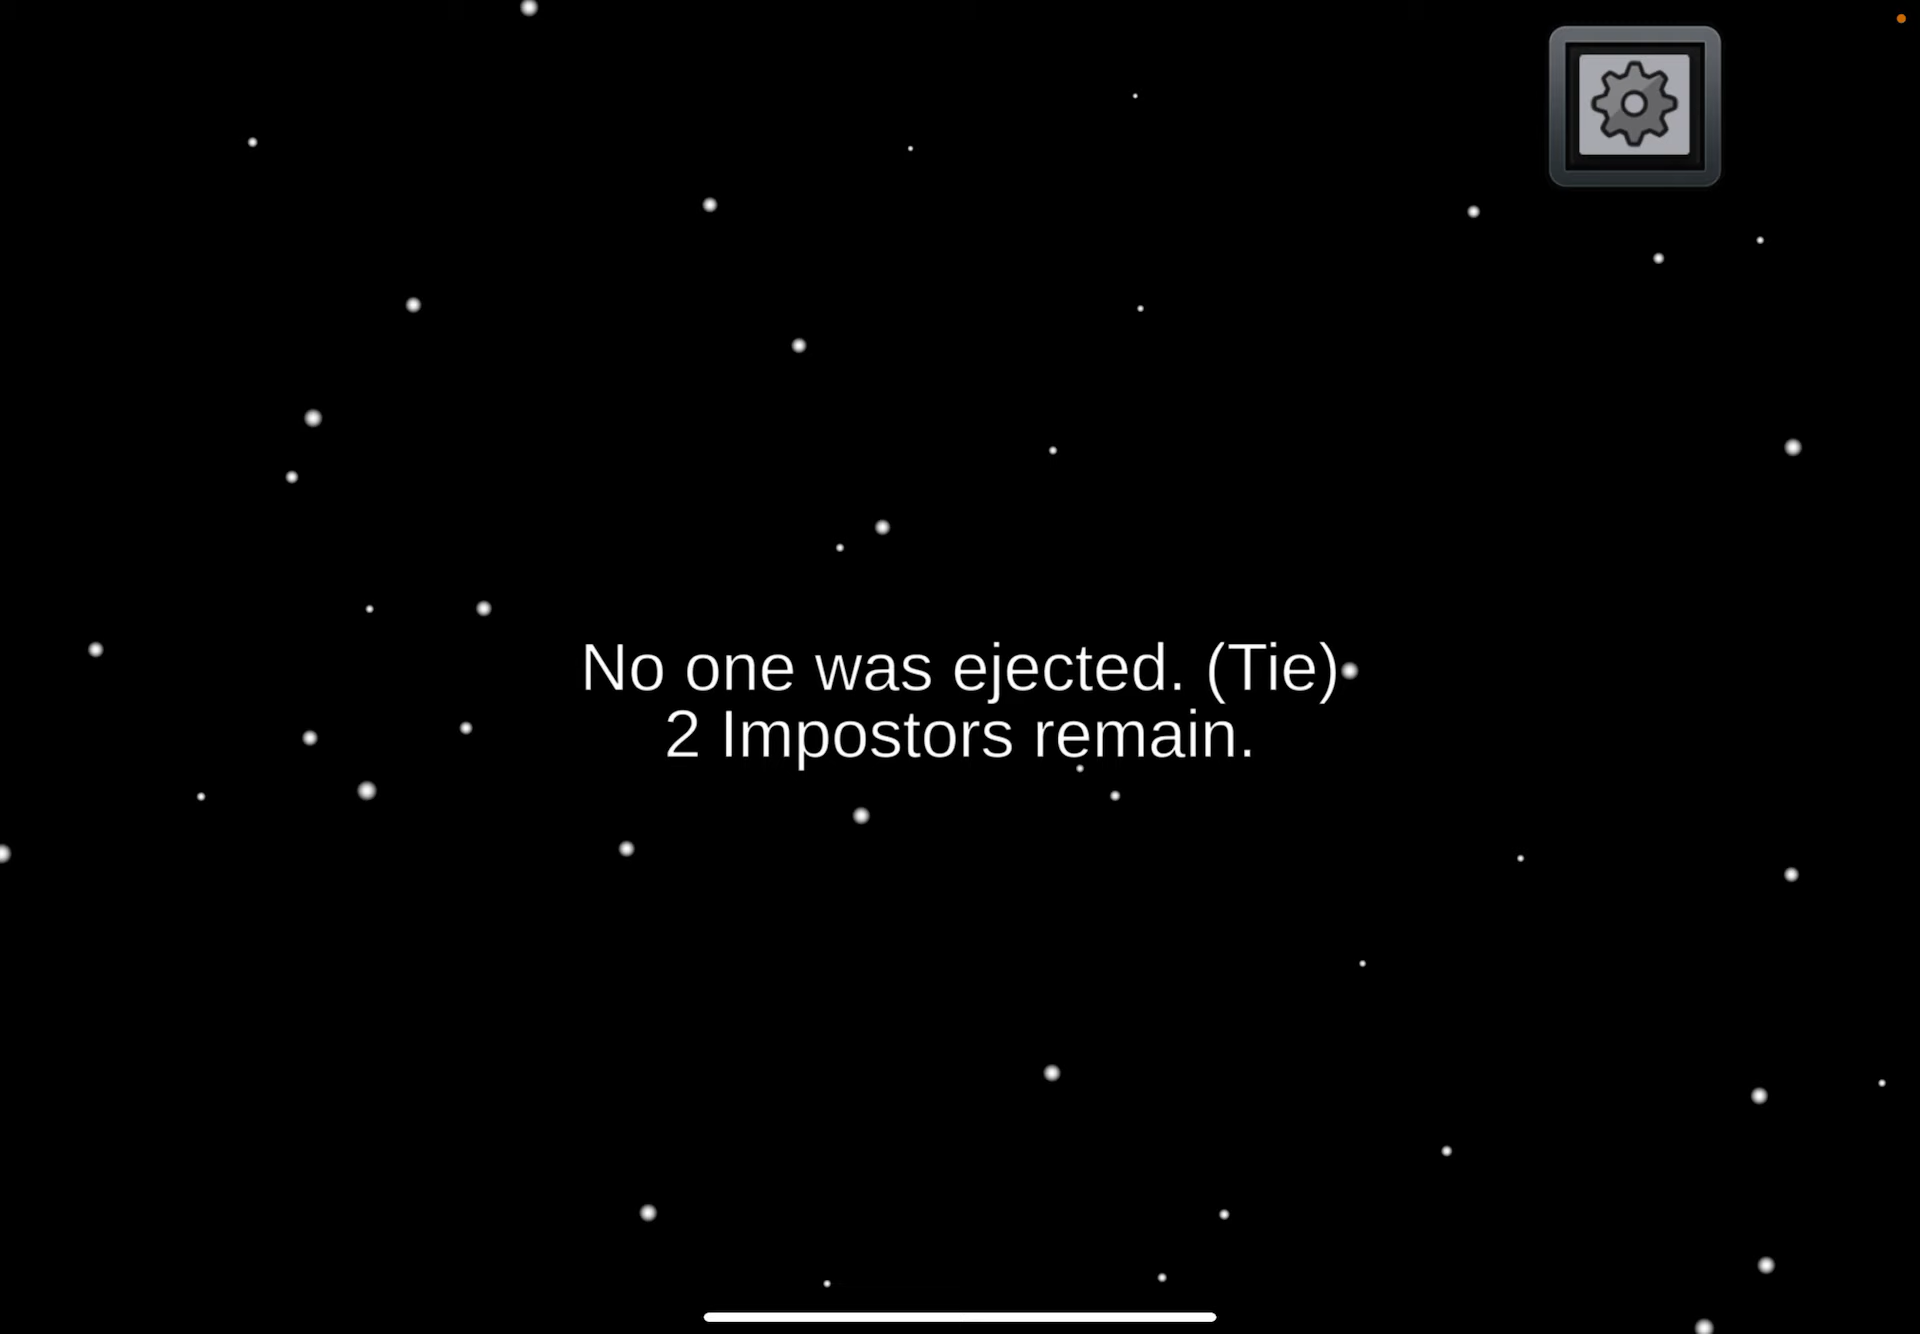 No one was ejected. (Tie)
2 Impostors remain.